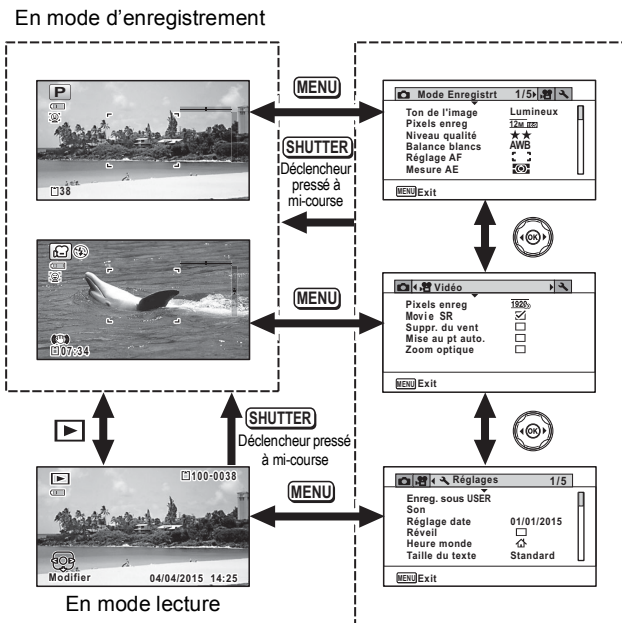 En mode d'enregistrement
P
38
MENU
SHUTTER
Déclencheur
pressé à
mi-course
Mode Enregistrt 1/5
Ton de l'image Lumineux
Pixels enreg 12M
Niveau qualité ★★
Balance blancs AWB
Réglage AF
Mesure AE
MENU Exit
OK
07:34
MENU
Vidéo
Pixels enreg 1920
Movie SR
Suppr. du vent
Mise au pt auto.
Zoom optique
MENU Exit
SHUTTER
Déclencheur pressé
à mi-course
OK
100-0038
Modifier 04/04/2015 14:25
MENU
Réglages 1/5
Enreg. sous USER
Son
Réglage date 01/01/2015
Réveil
Heure monde
Taille du texte Standard
MENU Exit
En mode lecture